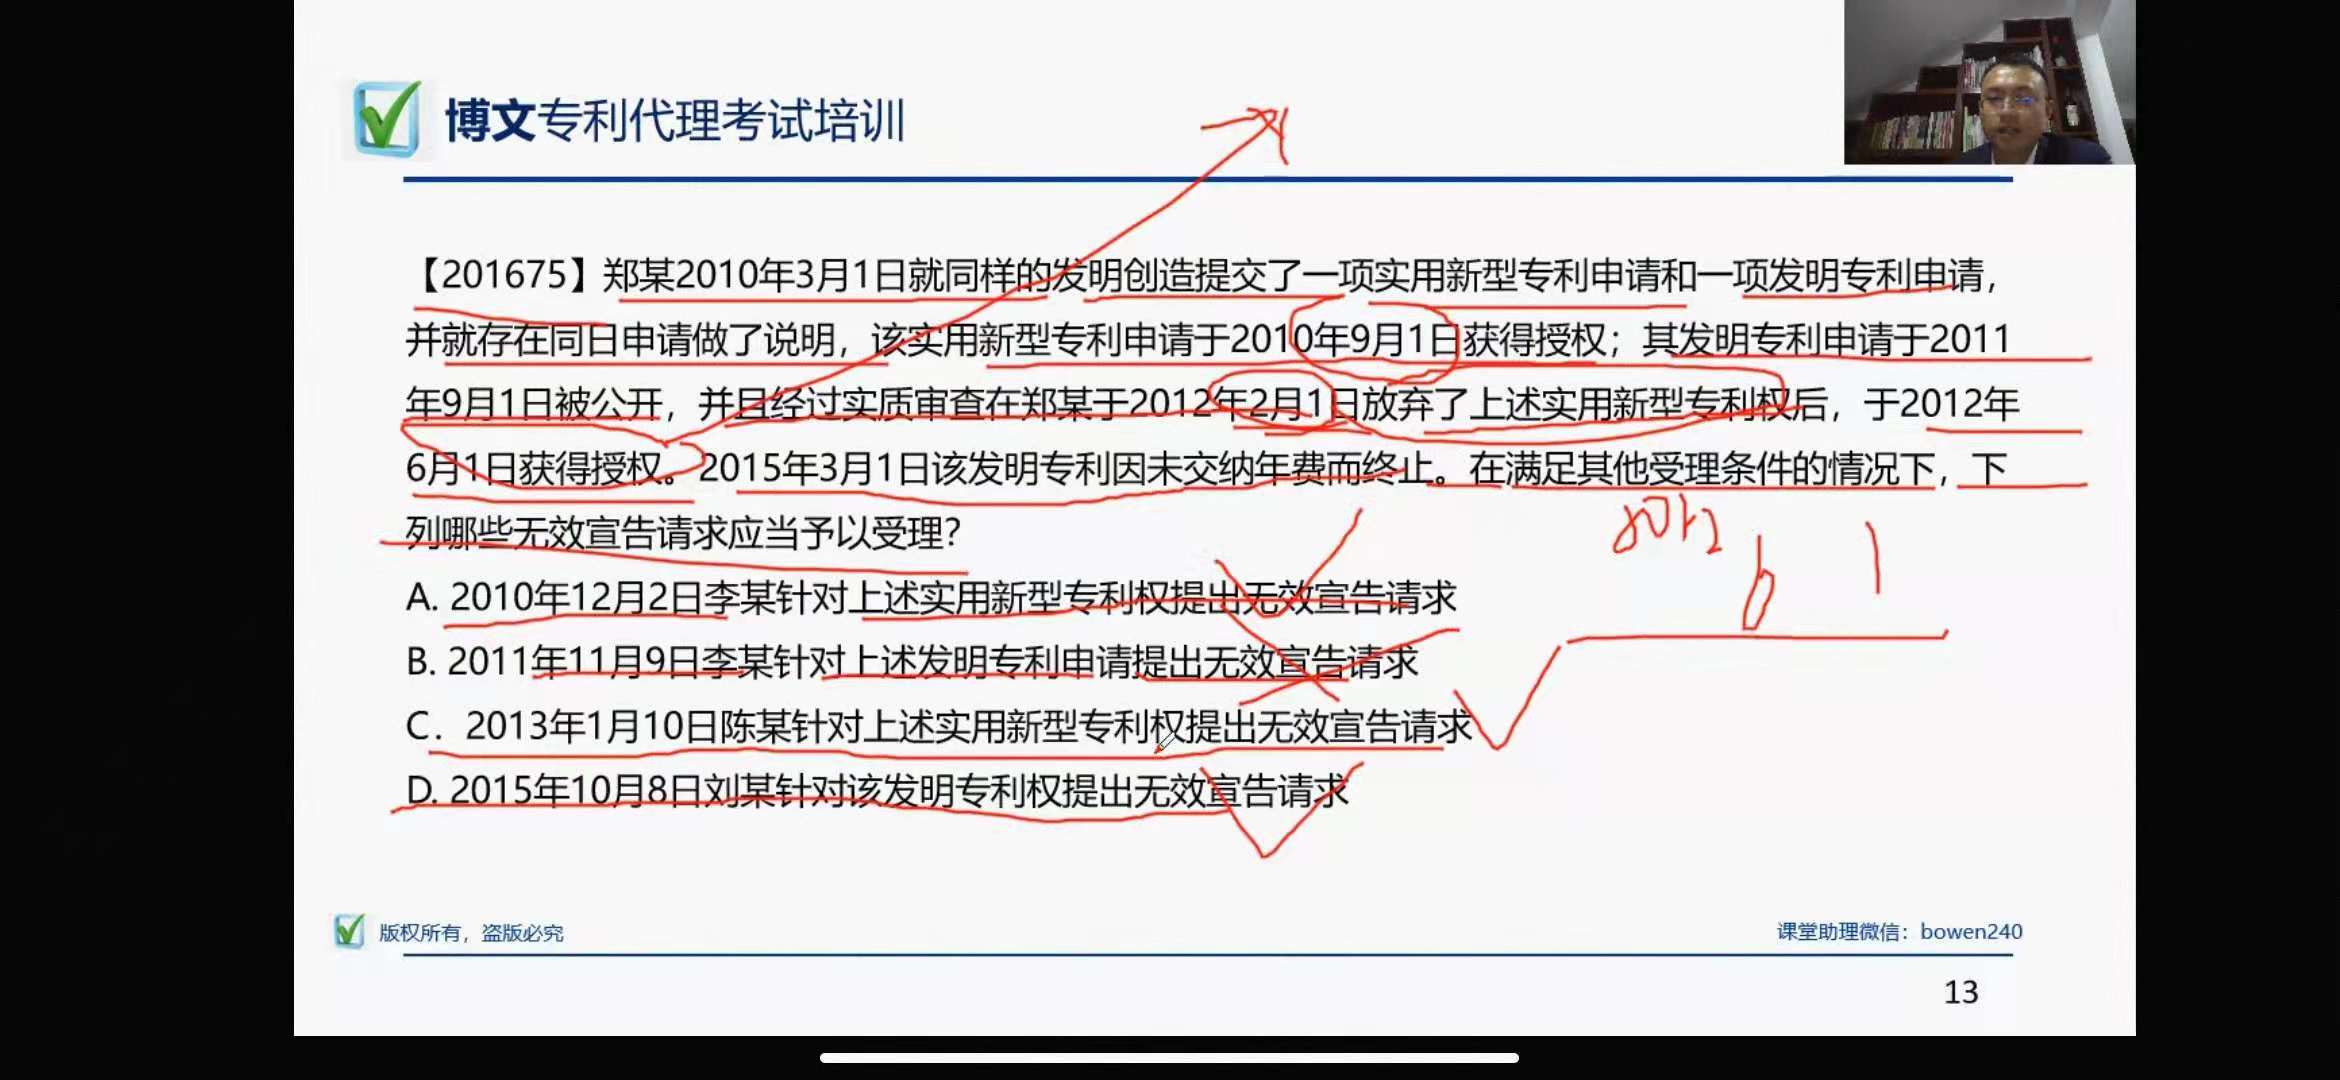 博文专利代理考试培训
【201675】郑某2010年3月1日就同样的发明创造提交了一项实用新型专利申请和一项发明专利申请，
并就存在同日申请做了说明，该实用新型专利申请于2010年9月1日获得授权；其发明专利申请于2011
年9月1日被公开，并且经过实质审查在郑某于2012年2月1日放弃了上述实用新型专利权后，于2012年
6月1日获得授权。2015年3月1日该发明专利因未交纳年费而终止。在满足其他受理条件的情况下，下
列哪些无效宣告请求应当予以受理？
2012
6 1
A. 2010年12月2日李某针对上述实用新型专利权提出无效宣告请求
B. 2011年11月9日李某针对上述发明专利申请提出无效宣告请求
C. 2013年1月10日陈某针对上述实用新型专利权提出无效宣告请求
D. 2015年10月8日刘某针对该发明专利权提出无效宣告请求
版权所有，盗版必究
课堂助理微信：bowen240
13